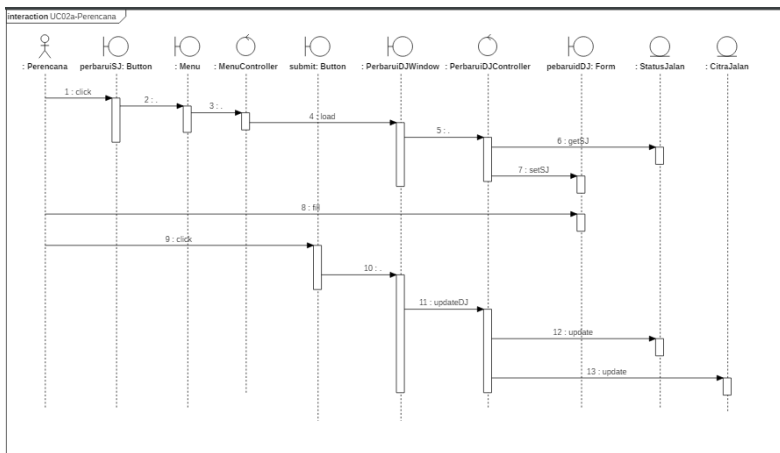 interaction UC02a-Perencana
: Perencana
perbaruiSJ: Button
: Menu
: MenuController
submit: Button
: PerbaruiDJWindow
: PerbaruiDJController
pebaruidDJ: Form
: StatusJalan
: CitraJalan
1 : click
2 : .
3 : .
4 : load
5 : .
6 : getSJ
7 : setSJ
8 : fill
9 : click
10 : .
11 : updateDJ
12 : update
13 : update